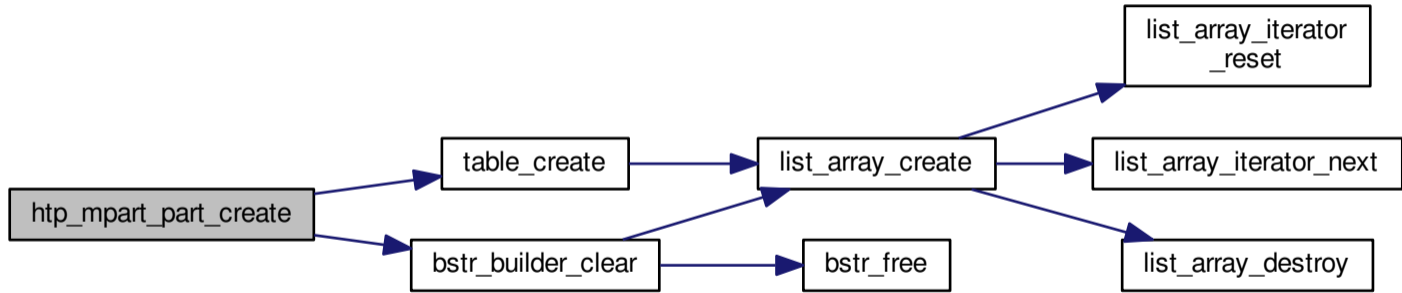 list_array_iterator
_reset
table_create
list_array_create
list_array_iterator_next
htp_mpart_part_create
bstr_builder_clear
bstr_free
list_array_destroy